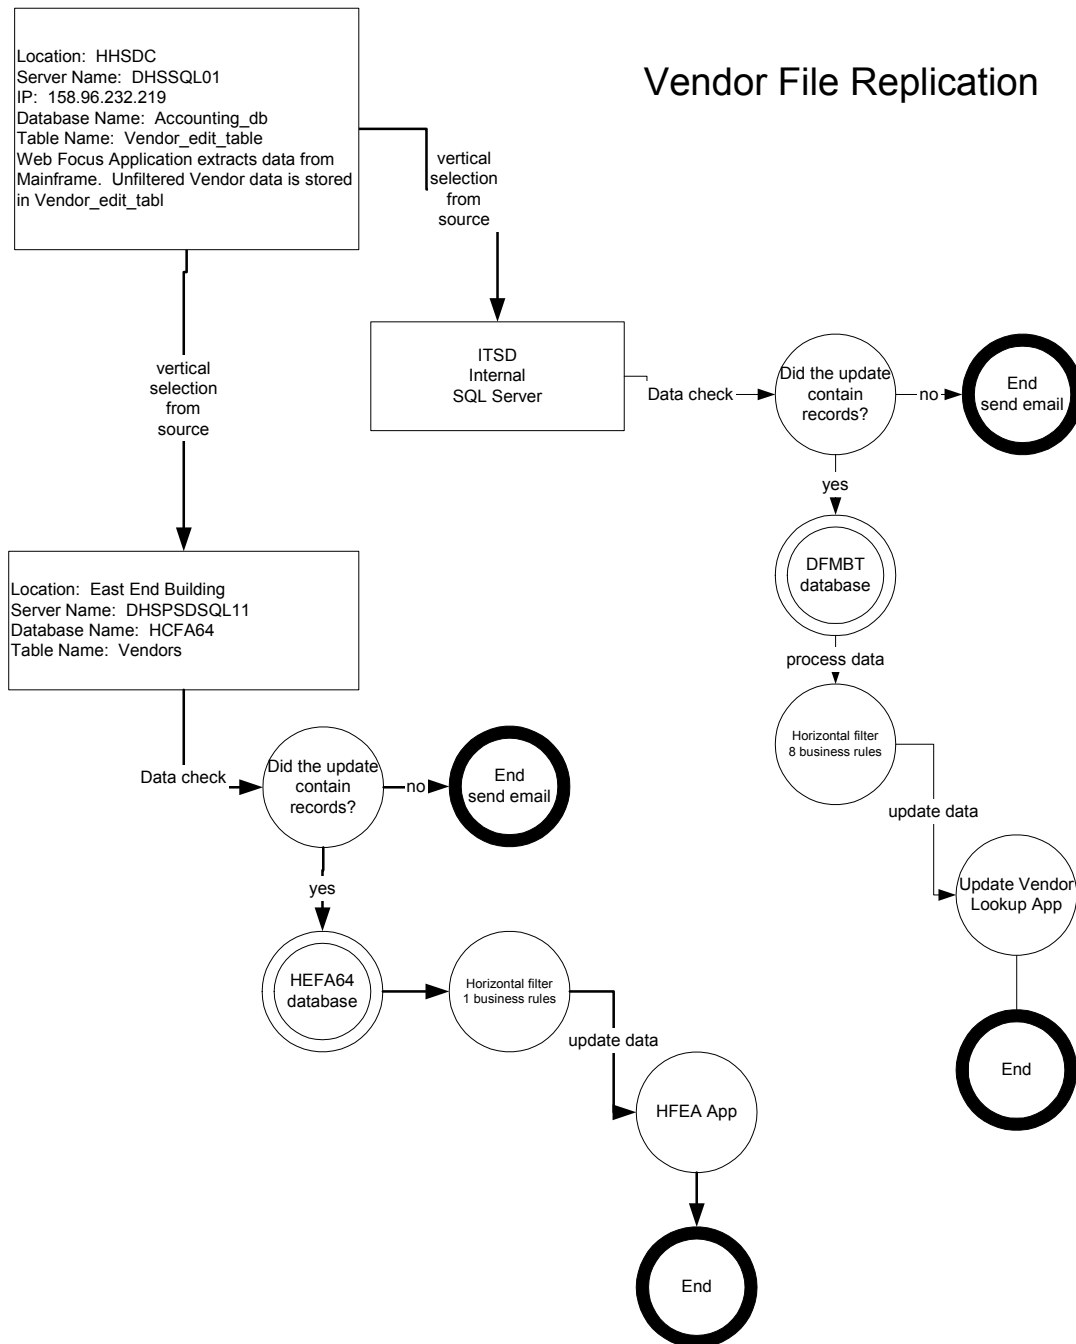 Vendor File Replication
Location:  HHSDC
Server Name:  DHSSQL01
IP:  158.96.232.219
Database Name:  Accounting_db
Table Name:  Vendor_edit_table
Web Focus Application extracts data from
Mainframe.  Unfiltered Vendor data is stored
in Vendor_edit_tabl
vertical
selection
from
source
vertical
selection
from
source
ITSD
Internal
SQL Server
Data check
Did the update
contain
records?
no
End
send email
yes
DFMBT
database
process data
Horizontal filter
8 business rules
update data
Update Vendor
Lookup App
End
Location:  East End Building
Server Name:  DHSPSDSQL11
Database Name:  HCFA64
Table Name:  Vendors
Data check
Did the update
contain
records?
no
End
send email
yes
HEFA64
database
Horizontal filter
1 business rules
update data
HFEA App
End